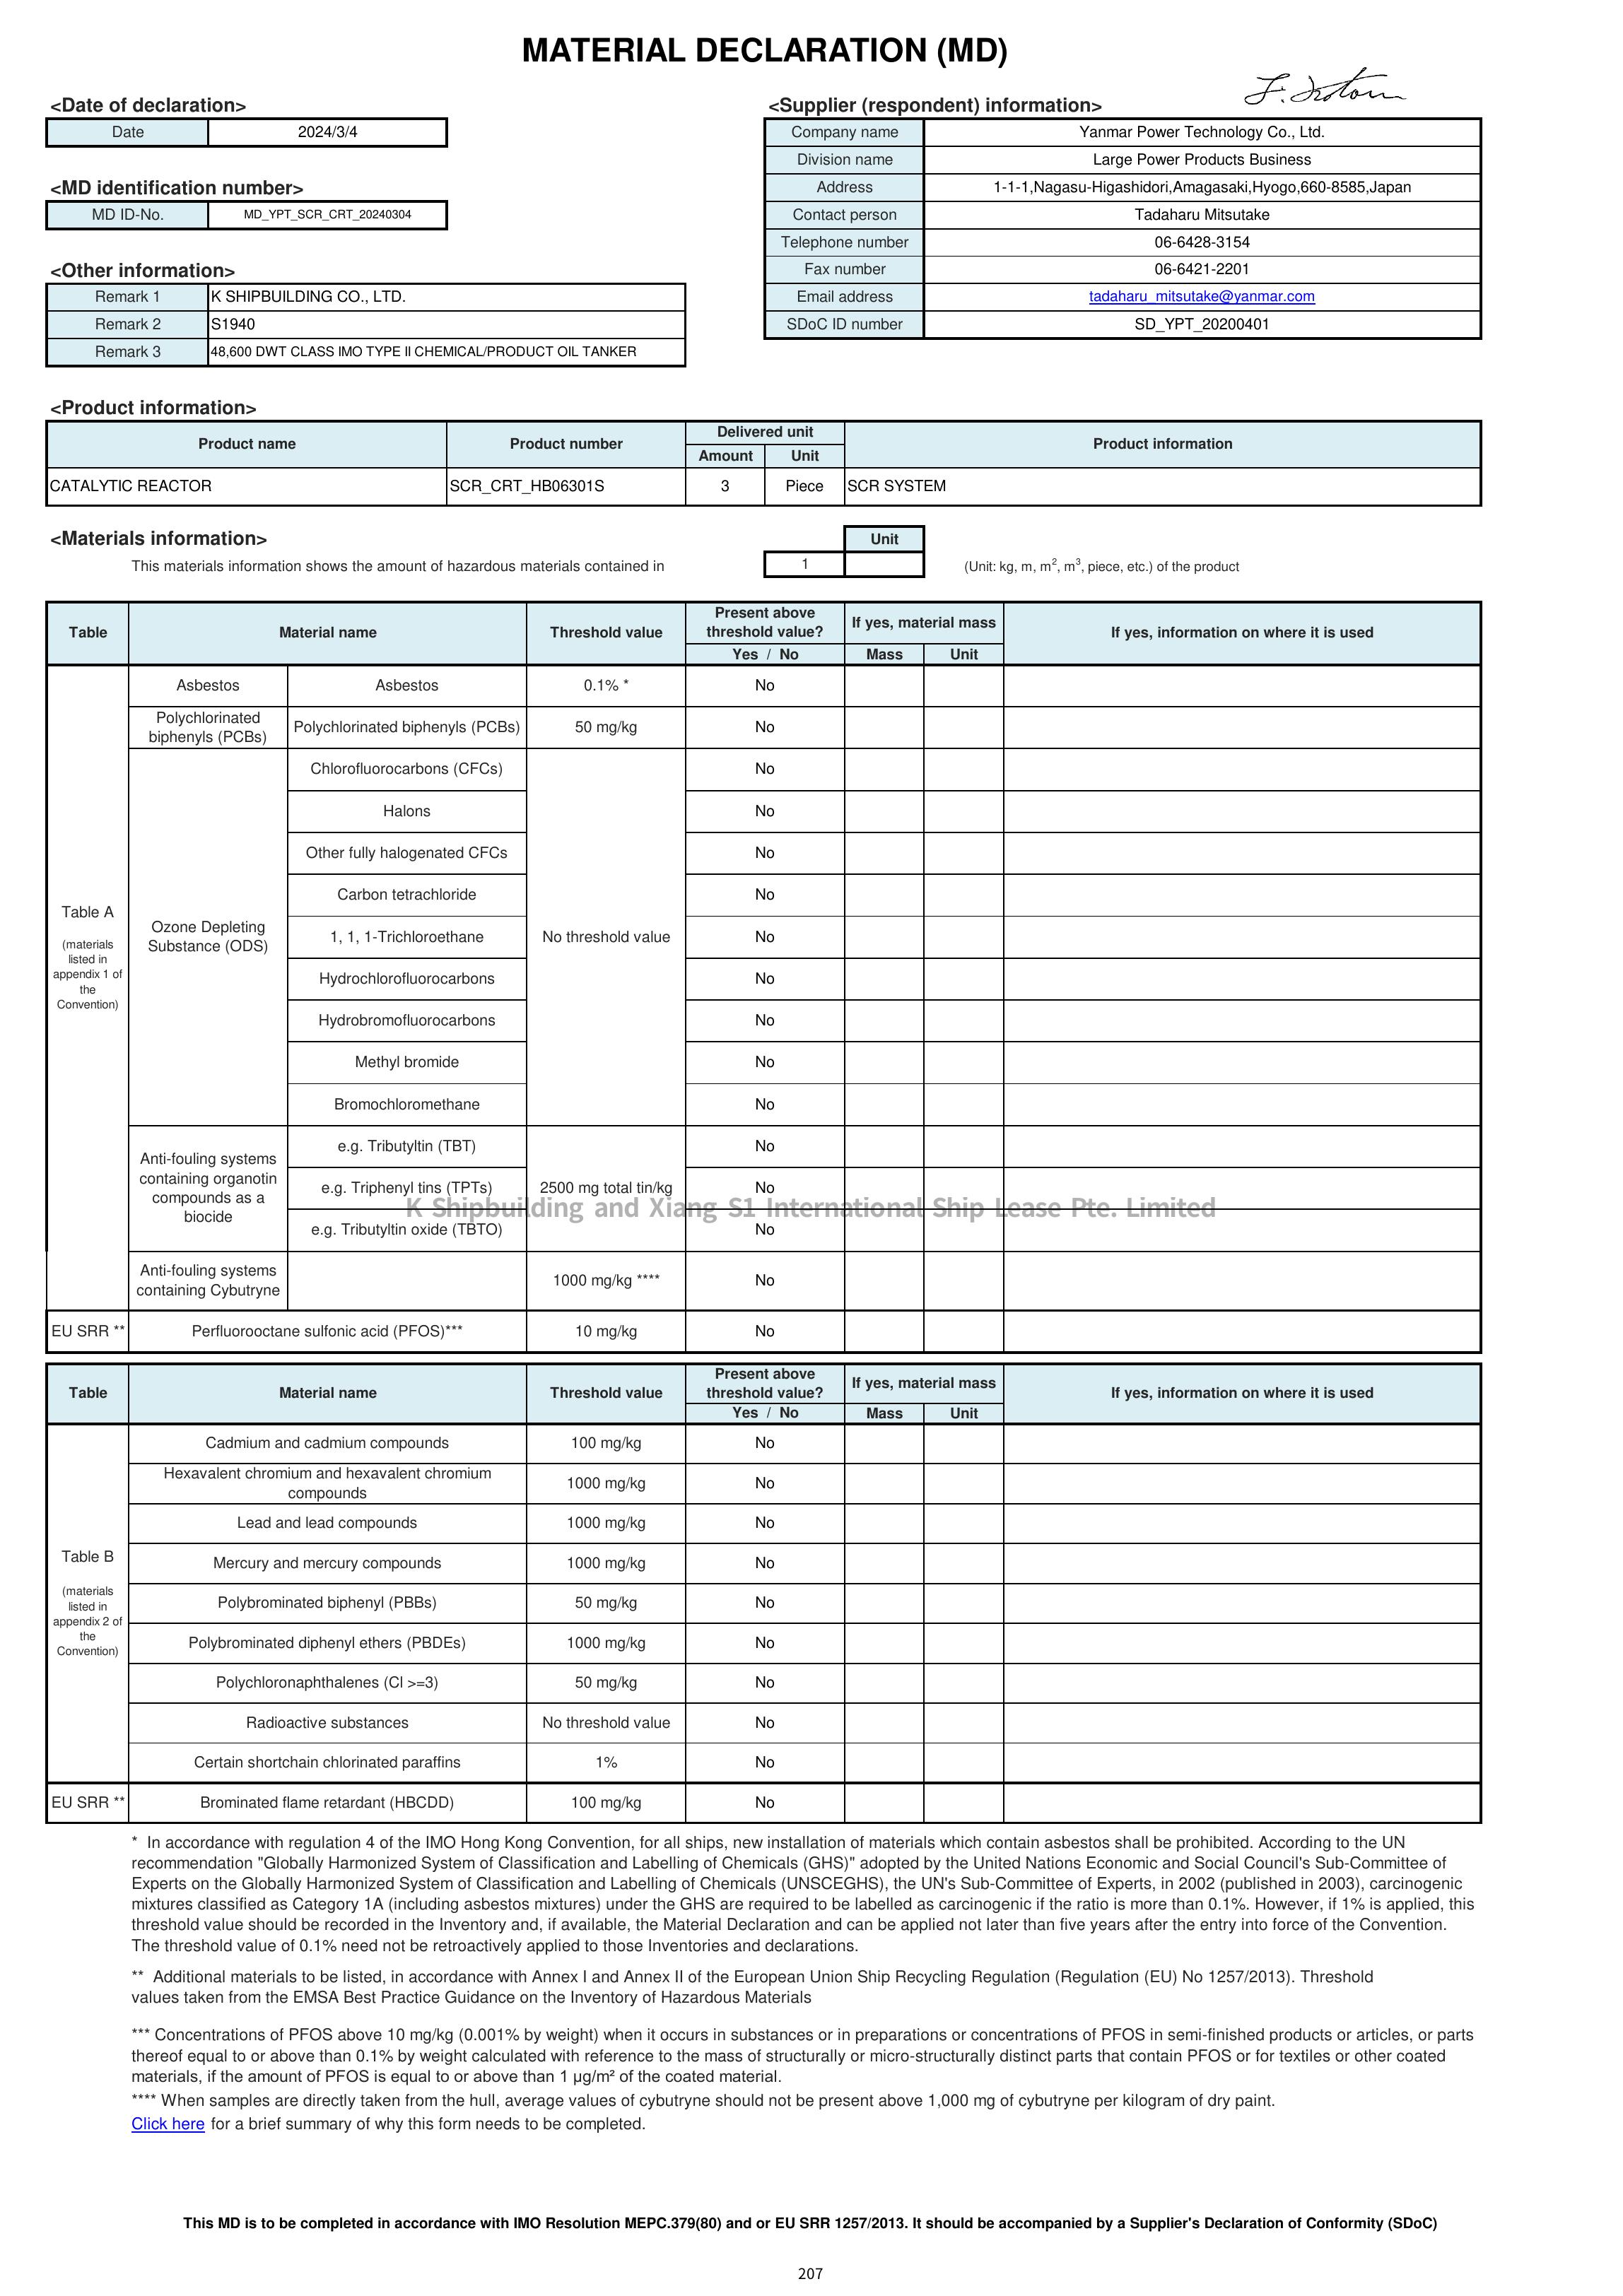 MATERIAL DECLARATION (MD)
<Date of declaration>
Date 2024/3/4
<MD identification number>
MD ID-No. MD_YPT_SCR_CRT_20240304
<Other information>
Remark 1 K SHIPBUILDING CO., LTD.
Remark 2 S1940
Remark 3 48,600 DWT CLASS IMO TYPE II CHEMICAL/PRODUCT OIL TANKER
<Supplier (respondent) information>
Company name Yanmar Power Technology Co., Ltd.
Division name Large Power Products Business
Address 1-1-1,Nagasu-Higashidori,Amagasaki,Hyogo,660-8585,Japan
Contact person Tadaharu Mitsutake
Telephone number 06-6428-3154
Fax number 06-6421-2201
Email address tadaharu_mitsutake@yanmar.com
SDoC ID number SD_YPT_20200401
<Product information>
Product name Product number Delivered unit Product information
Amount Unit
CATALYTIC REACTOR SCR_CRT_HB06301S 3 Piece SCR SYSTEM
<Materials information>
Unit
This materials information shows the amount of hazardous materials contained in 1 (Unit: kg, m, m², m³, piece, etc.) of the product
Table Material name Threshold value Present above threshold value? If yes, material mass If yes, information on where it is used
Yes / No Mass Unit
Table A
(materials listed in appendix 1 of the Convention)
Asbestos Asbestos 0.1% * No
Polychlorinated biphenyls (PCBs) Polychlorinated biphenyls (PCBs) 50 mg/kg No
Ozone Depleting Substance (ODS) No threshold value
Chlorofluorocarbons (CFCs) No
Halons No
Other fully halogenated CFCs No
Carbon tetrachloride No
1, 1, 1-Trichloroethane No
Hydrochlorofluorocarbons No
Hydrobromofluorocarbons No
Methyl bromide No
Bromochloromethane No
Anti-fouling systems containing organotin compounds as a biocide 2500 mg total tin/kg
e.g. Tributyltin (TBT) No
e.g. Triphenyl tins (TPTs) No
K Shipbuilding and Xiang S1 International Ship Lease Pte. Limited
e.g. Tributyltin oxide (TBTO) No
Anti-fouling systems containing Cybutryne 1000 mg/kg **** No
EU SRR ** Perfluorooctane sulfonic acid (PFOS)*** 10 mg/kg No
Table Material name Threshold value Present above threshold value? If yes, material mass If yes, information on where it is used
Yes / No Mass Unit
Table B
(materials listed in appendix 2 of the Convention)
Cadmium and cadmium compounds 100 mg/kg No
Hexavalent chromium and hexavalent chromium compounds 1000 mg/kg No
Lead and lead compounds 1000 mg/kg No
Mercury and mercury compounds 1000 mg/kg No
Polybrominated biphenyl (PBBs) 50 mg/kg No
Polybrominated diphenyl ethers (PBDEs) 1000 mg/kg No
Polychloronaphthalenes (Cl >=3) 50 mg/kg No
Radioactive substances No threshold value No
Certain shortchain chlorinated paraffins 1% No
EU SRR ** Brominated flame retardant (HBCDD) 100 mg/kg No
* In accordance with regulation 4 of the IMO Hong Kong Convention, for all ships, new installation of materials which contain asbestos shall be prohibited. According to the UN
recommendation "Globally Harmonized System of Classification and Labelling of Chemicals (GHS)" adopted by the United Nations Economic and Social Council's Sub-Committee of
Experts on the Globally Harmonized System of Classification and Labelling of Chemicals (UNSCEGHS), the UN's Sub-Committee of Experts, in 2002 (published in 2003), carcinogenic
mixtures classified as Category 1A (including asbestos mixtures) under the GHS are required to be labelled as carcinogenic if the ratio is more than 0.1%. However, if 1% is applied, this
threshold value should be recorded in the Inventory and, if available, the Material Declaration and can be applied not later than five years after the entry into force of the Convention.
The threshold value of 0.1% need not be retroactively applied to those Inventories and declarations.
** Additional materials to be listed, in accordance with Annex I and Annex II of the European Union Ship Recycling Regulation (Regulation (EU) No 1257/2013). Threshold
values taken from the EMSA Best Practice Guidance on the Inventory of Hazardous Materials
*** Concentrations of PFOS above 10 mg/kg (0.001% by weight) when it occurs in substances or in preparations or concentrations of PFOS in semi-finished products or articles, or parts
thereof equal to or above than 0.1% by weight calculated with reference to the mass of structurally or micro-structurally distinct parts that contain PFOS or for textiles or other coated
materials, if the amount of PFOS is equal to or above than 1 µg/m² of the coated material.
**** When samples are directly taken from the hull, average values of cybutryne should not be present above 1,000 mg of cybutryne per kilogram of dry paint.
Click here for a brief summary of why this form needs to be completed.
This MD is to be completed in accordance with IMO Resolution MEPC.379(80) and or EU SRR 1257/2013. It should be accompanied by a Supplier's Declaration of Conformity (SDoC)
207